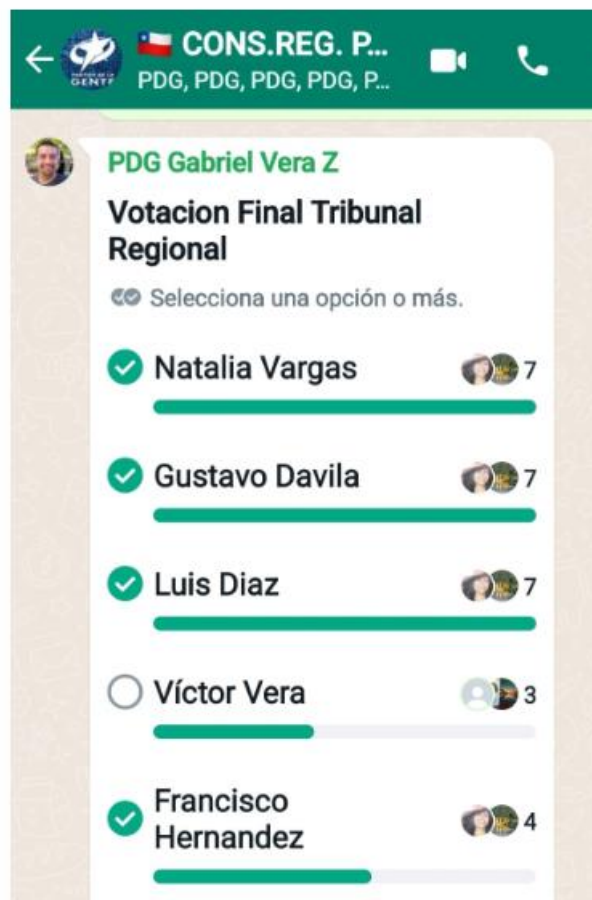 CONS.REG. P...
PDG, PDG, PDG, PDG, P...
GENTE
PDG Gabriel Vera Z
Votacion Final Tribunal
Regional
Selecciona una opción o más.
Natalia Vargas 7
Gustavo Davila 7
Luis Diaz 7
Víctor Vera 3
Francisco
Hernandez 4